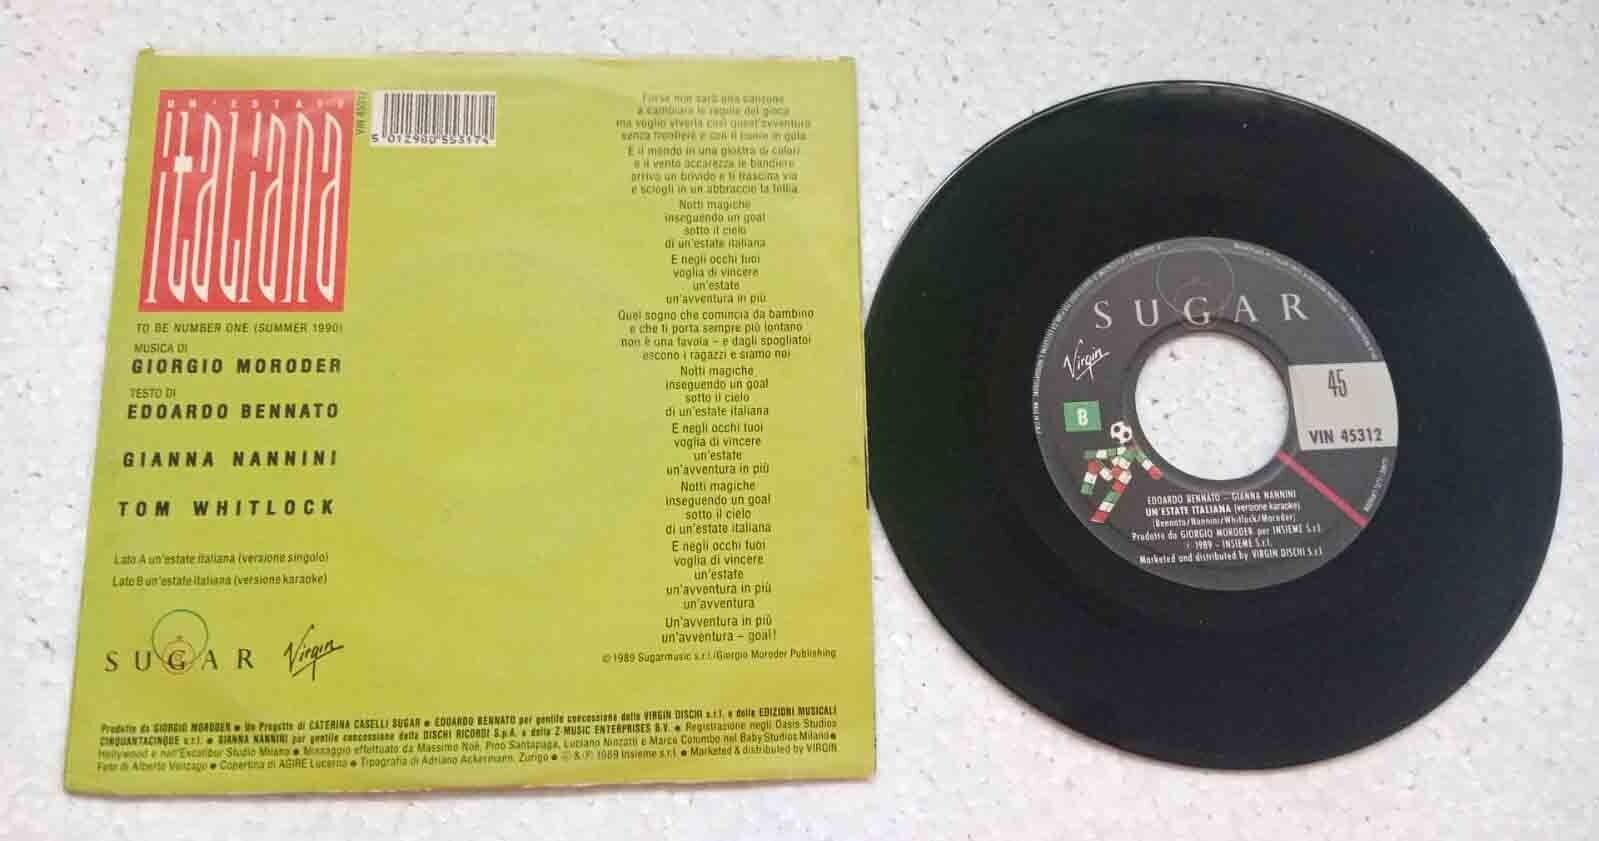 UN'ESTATE
italiana
VIN 45312
5 012980 553174
TO BE NUMBER ONE (SUMMER 1990)
MUSICA DI
GIORGIO MORODER
TESTO DI
EDOARDO BENNATO
GIANNA NANNINI
TOM WHITLOCK
Lato A un'estate italiana (versione singolo)
Lato B un'estate italiana (versione karaoke)
SUGAR
Virgin
Forse non sarà una canzone
a cambiare le regole del gioco
ma voglio viverla così quest'avventura
senza frontiere e con il cuore in gola
E il mondo in una giostra di colori
e il vento accarezza le bandiere
arriva un brivido e ti trascina via
e sciogli in un abbraccio la follia
Notti magiche
inseguendo un goal
sotto il cielo
di un'estate italiana
E negli occhi tuoi
voglia di vincere
un'estate
un'avventura in più
Quel sogno che comincia da bambino
e che ti porta sempre più lontano
non è una favola – e dagli spogliatoi
escono i ragazzi e siamo noi
Notti magiche
inseguendo un goal
sotto il cielo
di un'estate italiana
E negli occhi tuoi
voglia di vincere
un'estate
un'avventura in più
Notti magiche
inseguendo un goal
sotto il cielo
di un'estate italiana
E negli occhi tuoi
voglia di vincere
un'estate
un'avventura in più
un'avventura
Un'avventura in più
un'avventura – goal!
© 1989 Sugarmusic s.r.l./Giorgio Moroder Publishing
Prodotto da GIORGIO MORODER ● Un Progetto di CATERINA CASELLI SUGAR ● EDOARDO BENNATO per gentile concessione della VIRGIN DISCHI s.r.l. e delle EDIZIONI MUSICALI
CINQUANTACINQUE s.r.l. ● GIANNA NANNINI per gentile concessione della DISCHI RICORDI S.p.A. e della Z-MUSIC ENTERPRISES B.V. ● Registrazione negli Oasis Studios
Hollywood e nell'Excalibur Studio Milano ● Missaggio effettuato da Massimo Noè, Pino Santapaga, Luciano Ninzatti e Marco Colombo nel Baby Studios Milano ●
Foto di Alberto Venzago ● Copertina di AGIRE Lucerna ● Tipografia di Adriano Ackermann, Zurigo ● © & Ⓟ 1989 Insieme s.r.l. ● Marketed & distributed by VIRGIN
SUGAR
Virgin
B
45
VIN 45312
EDOARDO BENNATO - GIANNA NANNINI
UN'ESTATE ITALIANA (versione karaoke)
(Bennato/Nannini/Whitlock/Moroder)
Prodotto da GIORGIO MORODER per INSIEME S.r.l.
℗ 1989 - INSIEME S.r.l.
Marketed and distributed by VIRGIN DISCHI S.r.l